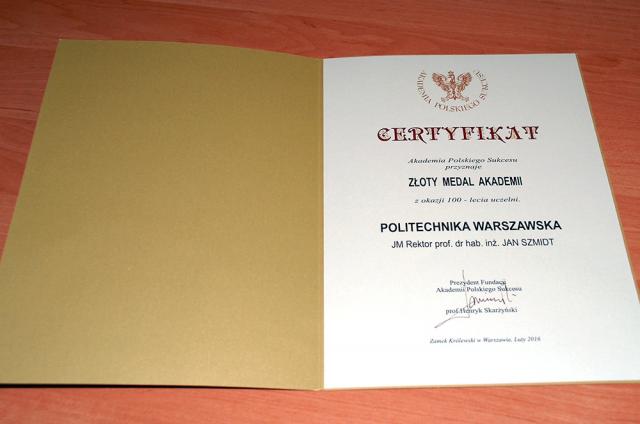 AKADEMIA POLSKIEGO SUKCESU
CERTYFIKAT
Akademia Polskiego Sukcesu
przyznaje
ZŁOTY MEDAL AKADEMII
z okazji 100 - lecia uczelni.
POLITECHNIKA WARSZAWSKA
JM Rektor prof. dr hab. inż. JAN SZMIDT
Prezydent Fundacji
Akademii Polskiego Sukcesu
prof. Henryk Skarżyński
Zamek Królewski w Warszawie, Luty 2016